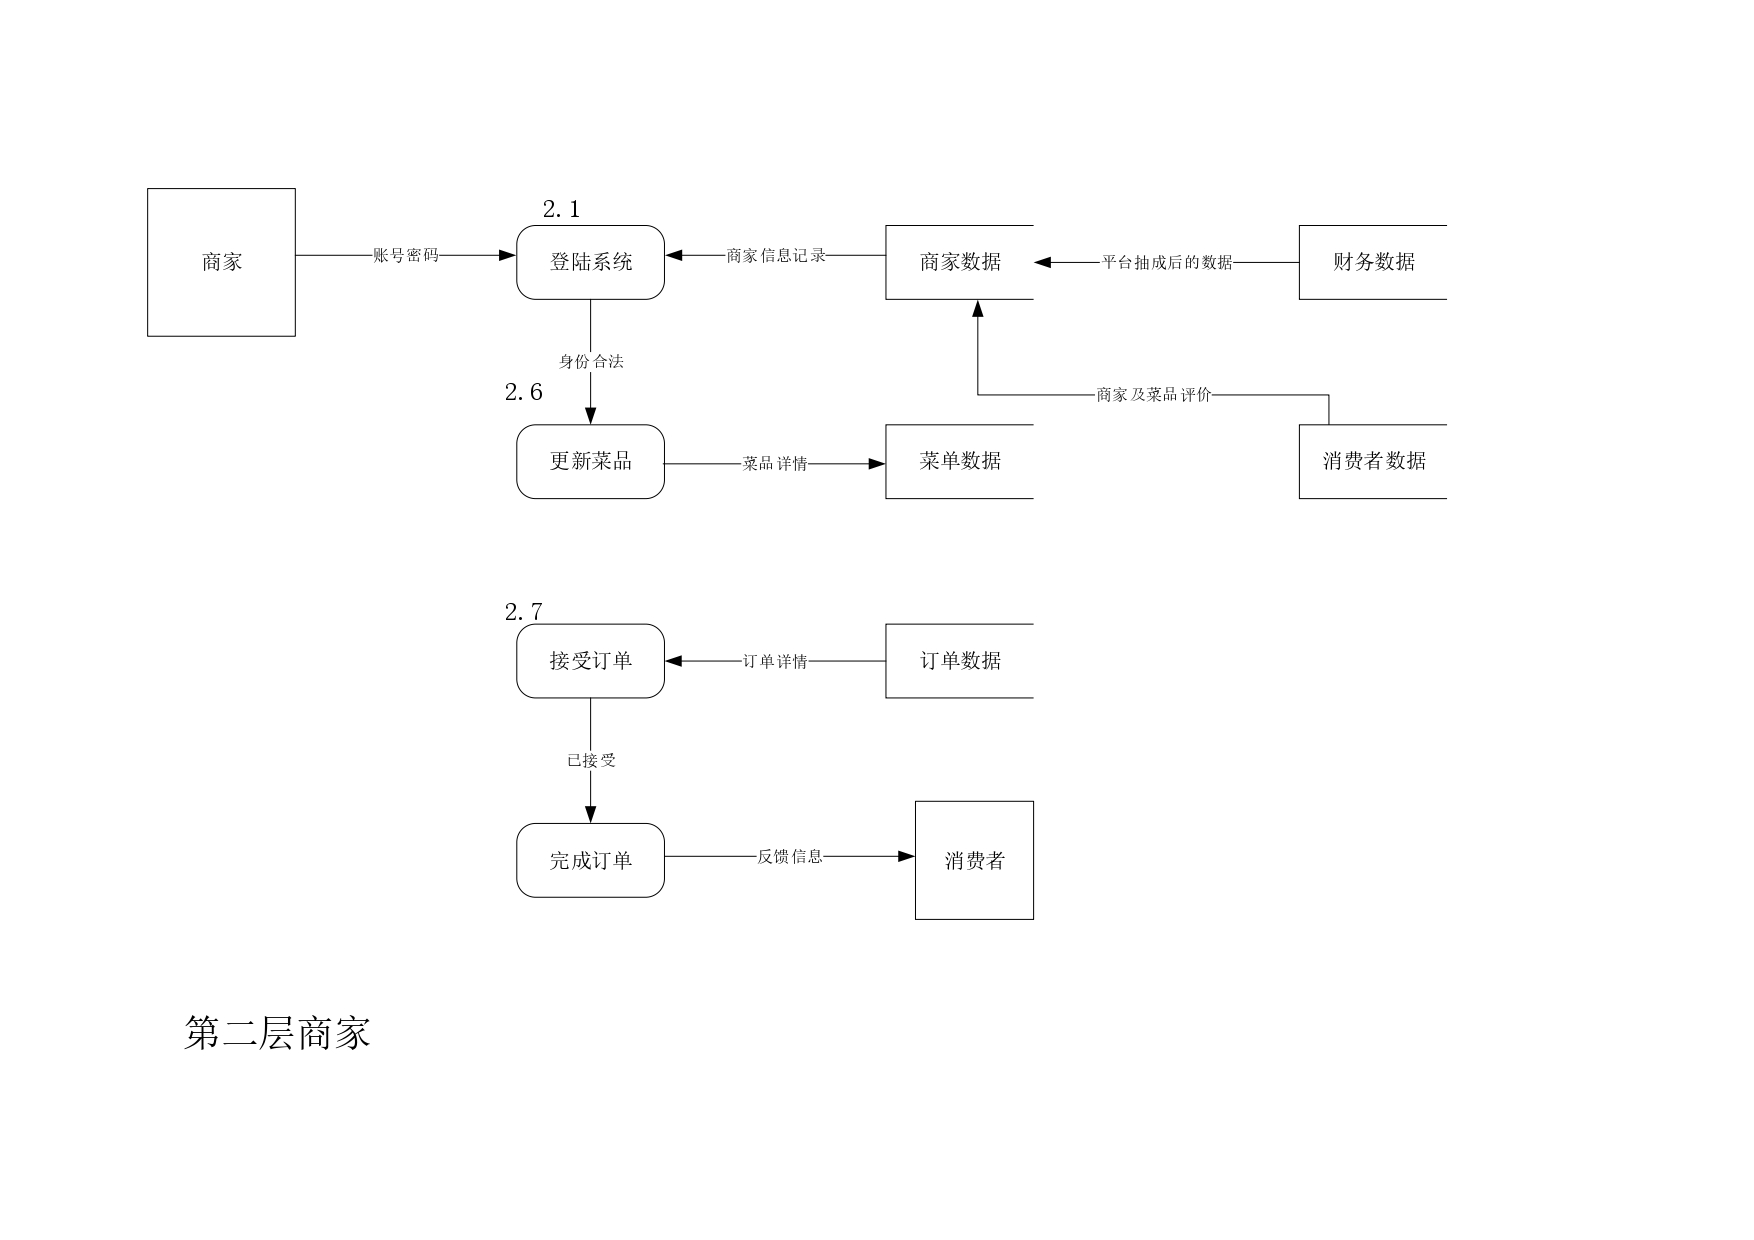 2.1
商家
账号密码
登陆系统
商家信息记录
商家数据
平台抽成后的数据
财务数据
身份合法
2.6
商家及菜品评价
更新菜品
菜品详情
菜单数据
消费者数据
2.7
接受订单
订单详情
订单数据
已接受
完成订单
反馈信息
消费者
第二层商家